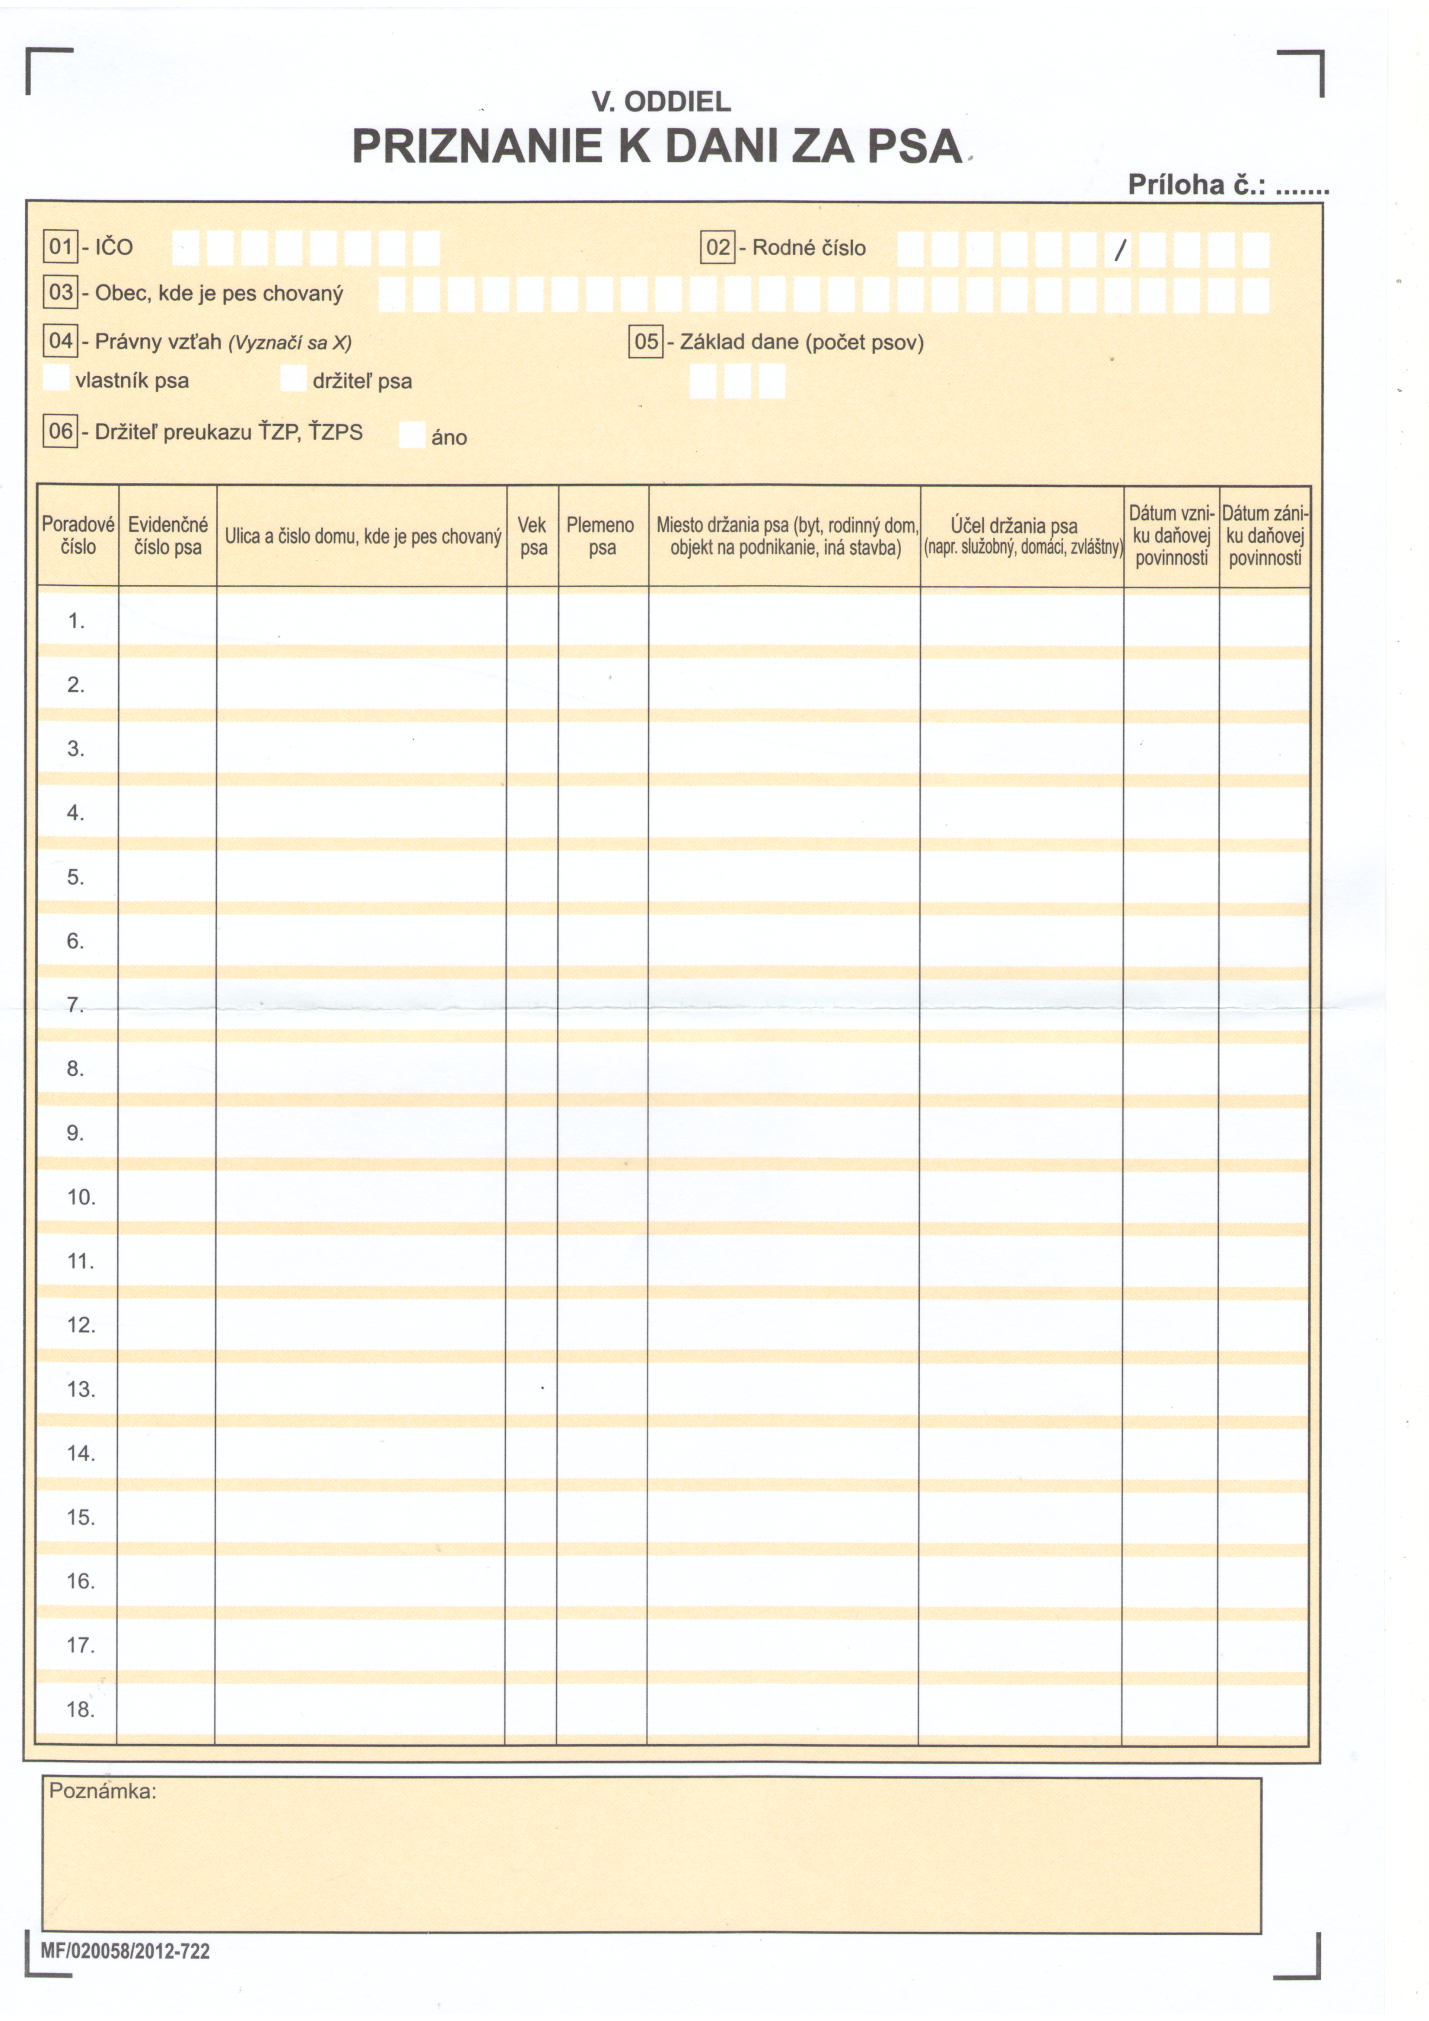 V. ODDIEL
PRIZNANIE K DANI ZA PSA
Príloha č.: .......
01 - IČO
02 - Rodné číslo /
03 - Obec, kde je pes chovaný
04 - Právny vzťah (Vyznačí sa X)
05 - Základ dane (počet psov)
vlastník psa
držiteľ psa
06 - Držiteľ preukazu ŤZP, ŤZPS
áno
Poradové
číslo
Evidenčné
číslo psa
Ulica a čislo domu, kde je pes chovaný
Vek
psa
Plemeno
psa
Miesto držania psa (byt, rodinný dom,
objekt na podnikanie, iná stavba)
Účel držania psa
(napr. služobný, domáci, zvláštny)
Dátum vzni-
ku daňovej
povinnosti
Dátum záni-
ku daňovej
povinnosti
1.
2.
3.
4.
5.
6.
7.
8.
9.
10.
11.
12.
13.
14.
15.
16.
17.
18.
Poznámka:
MF/020058/2012-722